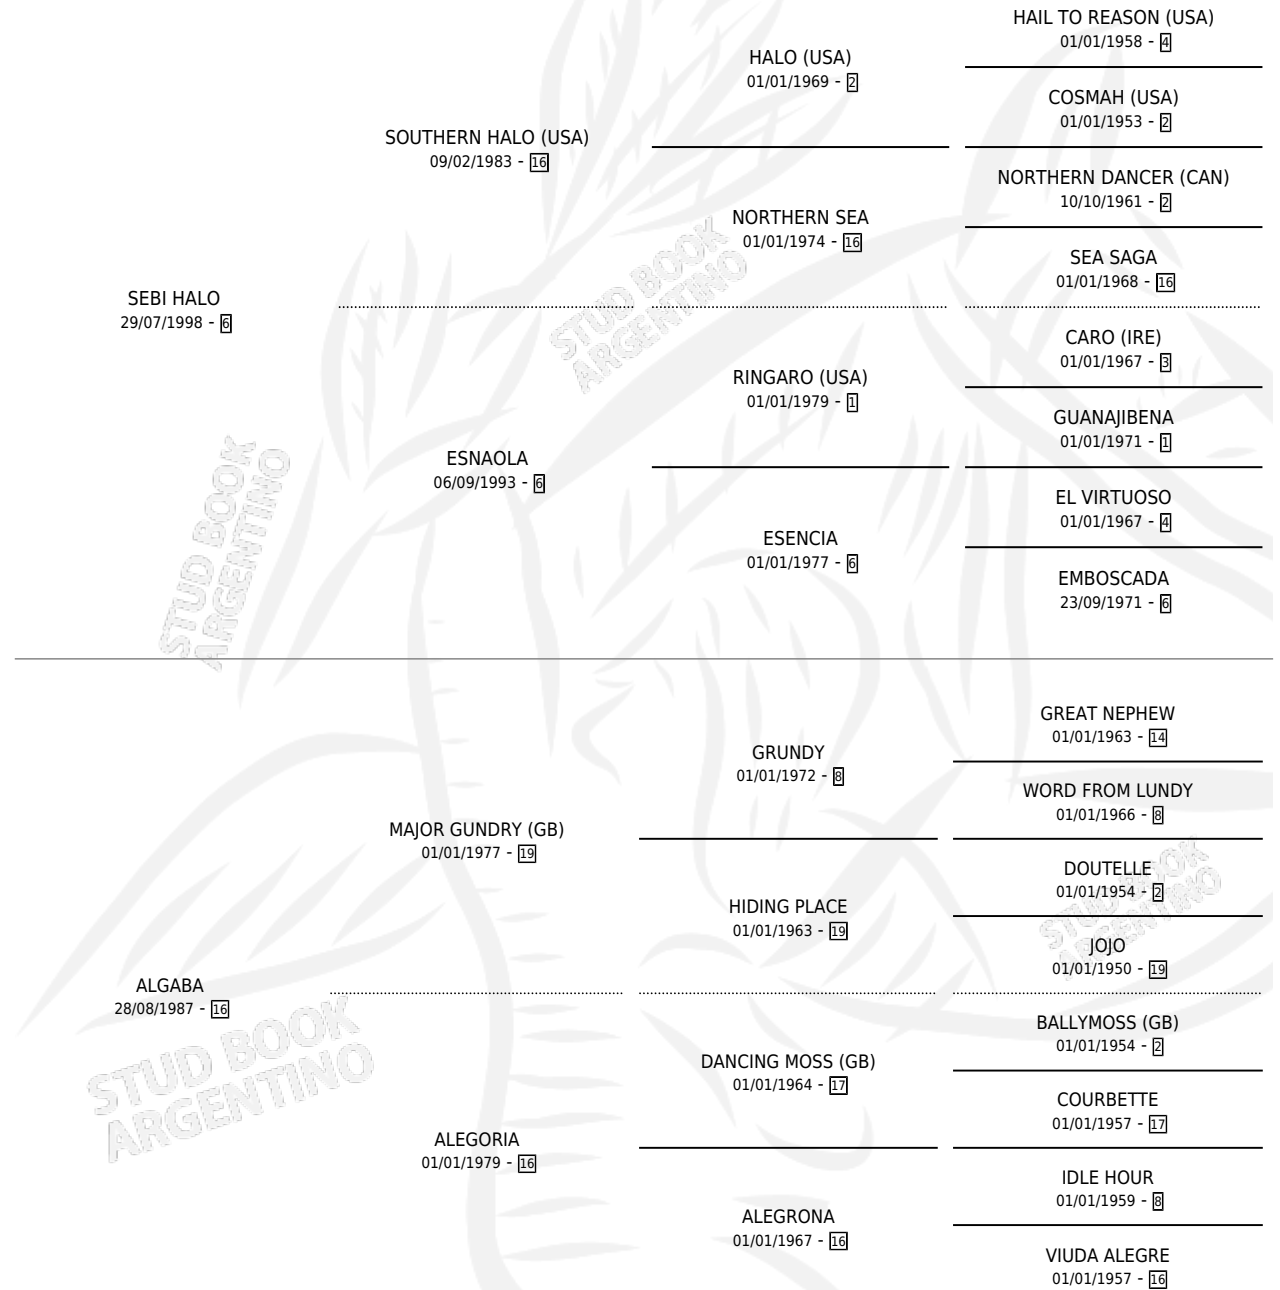 HAIL TO REASON (USA)
01/01/1958 - 4
HALO (USA)
01/01/1969 - 2
COSMAH (USA)
01/01/1953 - 2
SOUTHERN HALO (USA)
09/02/1983 - 16
NORTHERN DANCER (CAN)
10/10/1961 - 2
NORTHERN SEA
01/01/1974 - 16
SEA SAGA
01/01/1968 - 16
SEBI HALO
29/07/1998 - 6
CARO (IRE)
01/01/1967 - 3
RINGARO (USA)
01/01/1979 - 1
GUANAJIBENA
01/01/1971 - 1
ESNAOLA
06/09/1993 - 6
EL VIRTUOSO
01/01/1967 - 4
ESENCIA
01/01/1977 - 6
EMBOSCADA
23/09/1971 - 6
GREAT NEPHEW
01/01/1963 - 14
GRUNDY
01/01/1972 - 8
WORD FROM LUNDY
01/01/1966 - 8
MAJOR GUNDRY (GB)
01/01/1977 - 19
DOUTELLE
01/01/1954 - 2
HIDING PLACE
01/01/1963 - 19
JOJO
01/01/1950 - 19
ALGABA
28/08/1987 - 16
BALLYMOSS (GB)
01/01/1954 - 2
DANCING MOSS (GB)
01/01/1964 - 17
COURBETTE
01/01/1957 - 17
ALEGORIA
01/01/1979 - 16
IDLE HOUR
01/01/1959 - 8
ALEGRONA
01/01/1967 - 16
VIUDA ALEGRE
01/01/1957 - 16
STUD BOOK
ARGENTINO
STUD BOOK
ARGENTINO
STUD BOOK
ARGENTINO
STUD BOOK
ARGENTINO